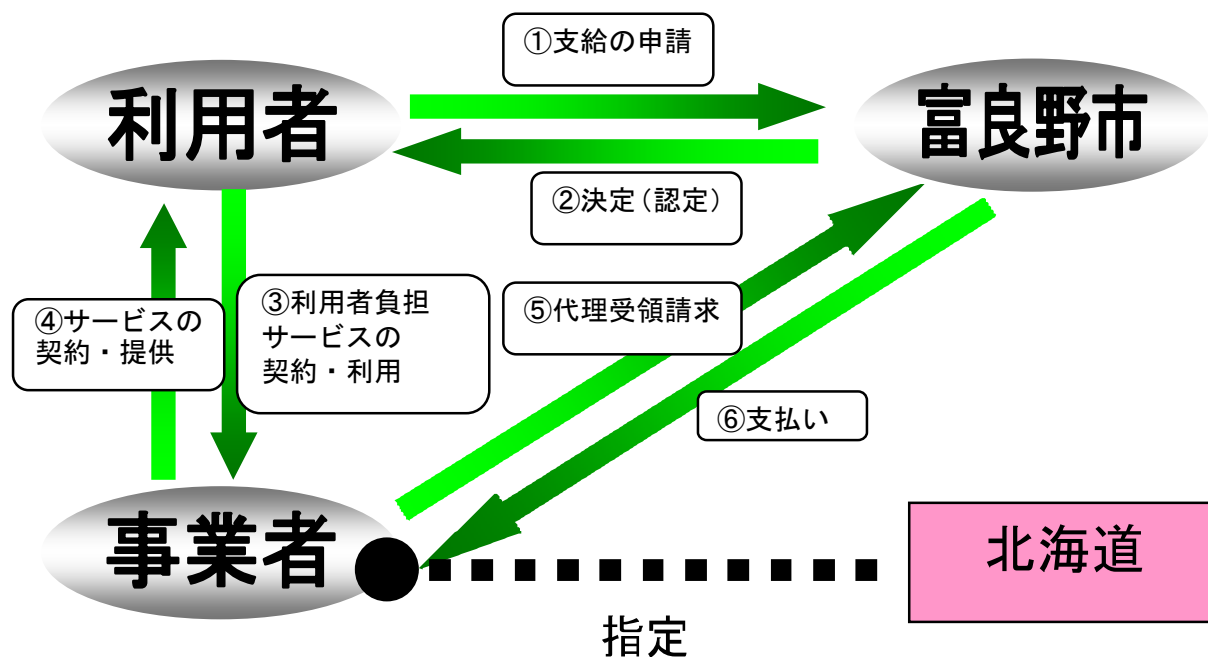 ①支給の申請
利用者
富良野市
②決定(認定)
③利用者負担
サービスの
契約・利用
④サービスの
契約・提供
⑤代理受領請求
⑥支払い
事業者
北海道
指定